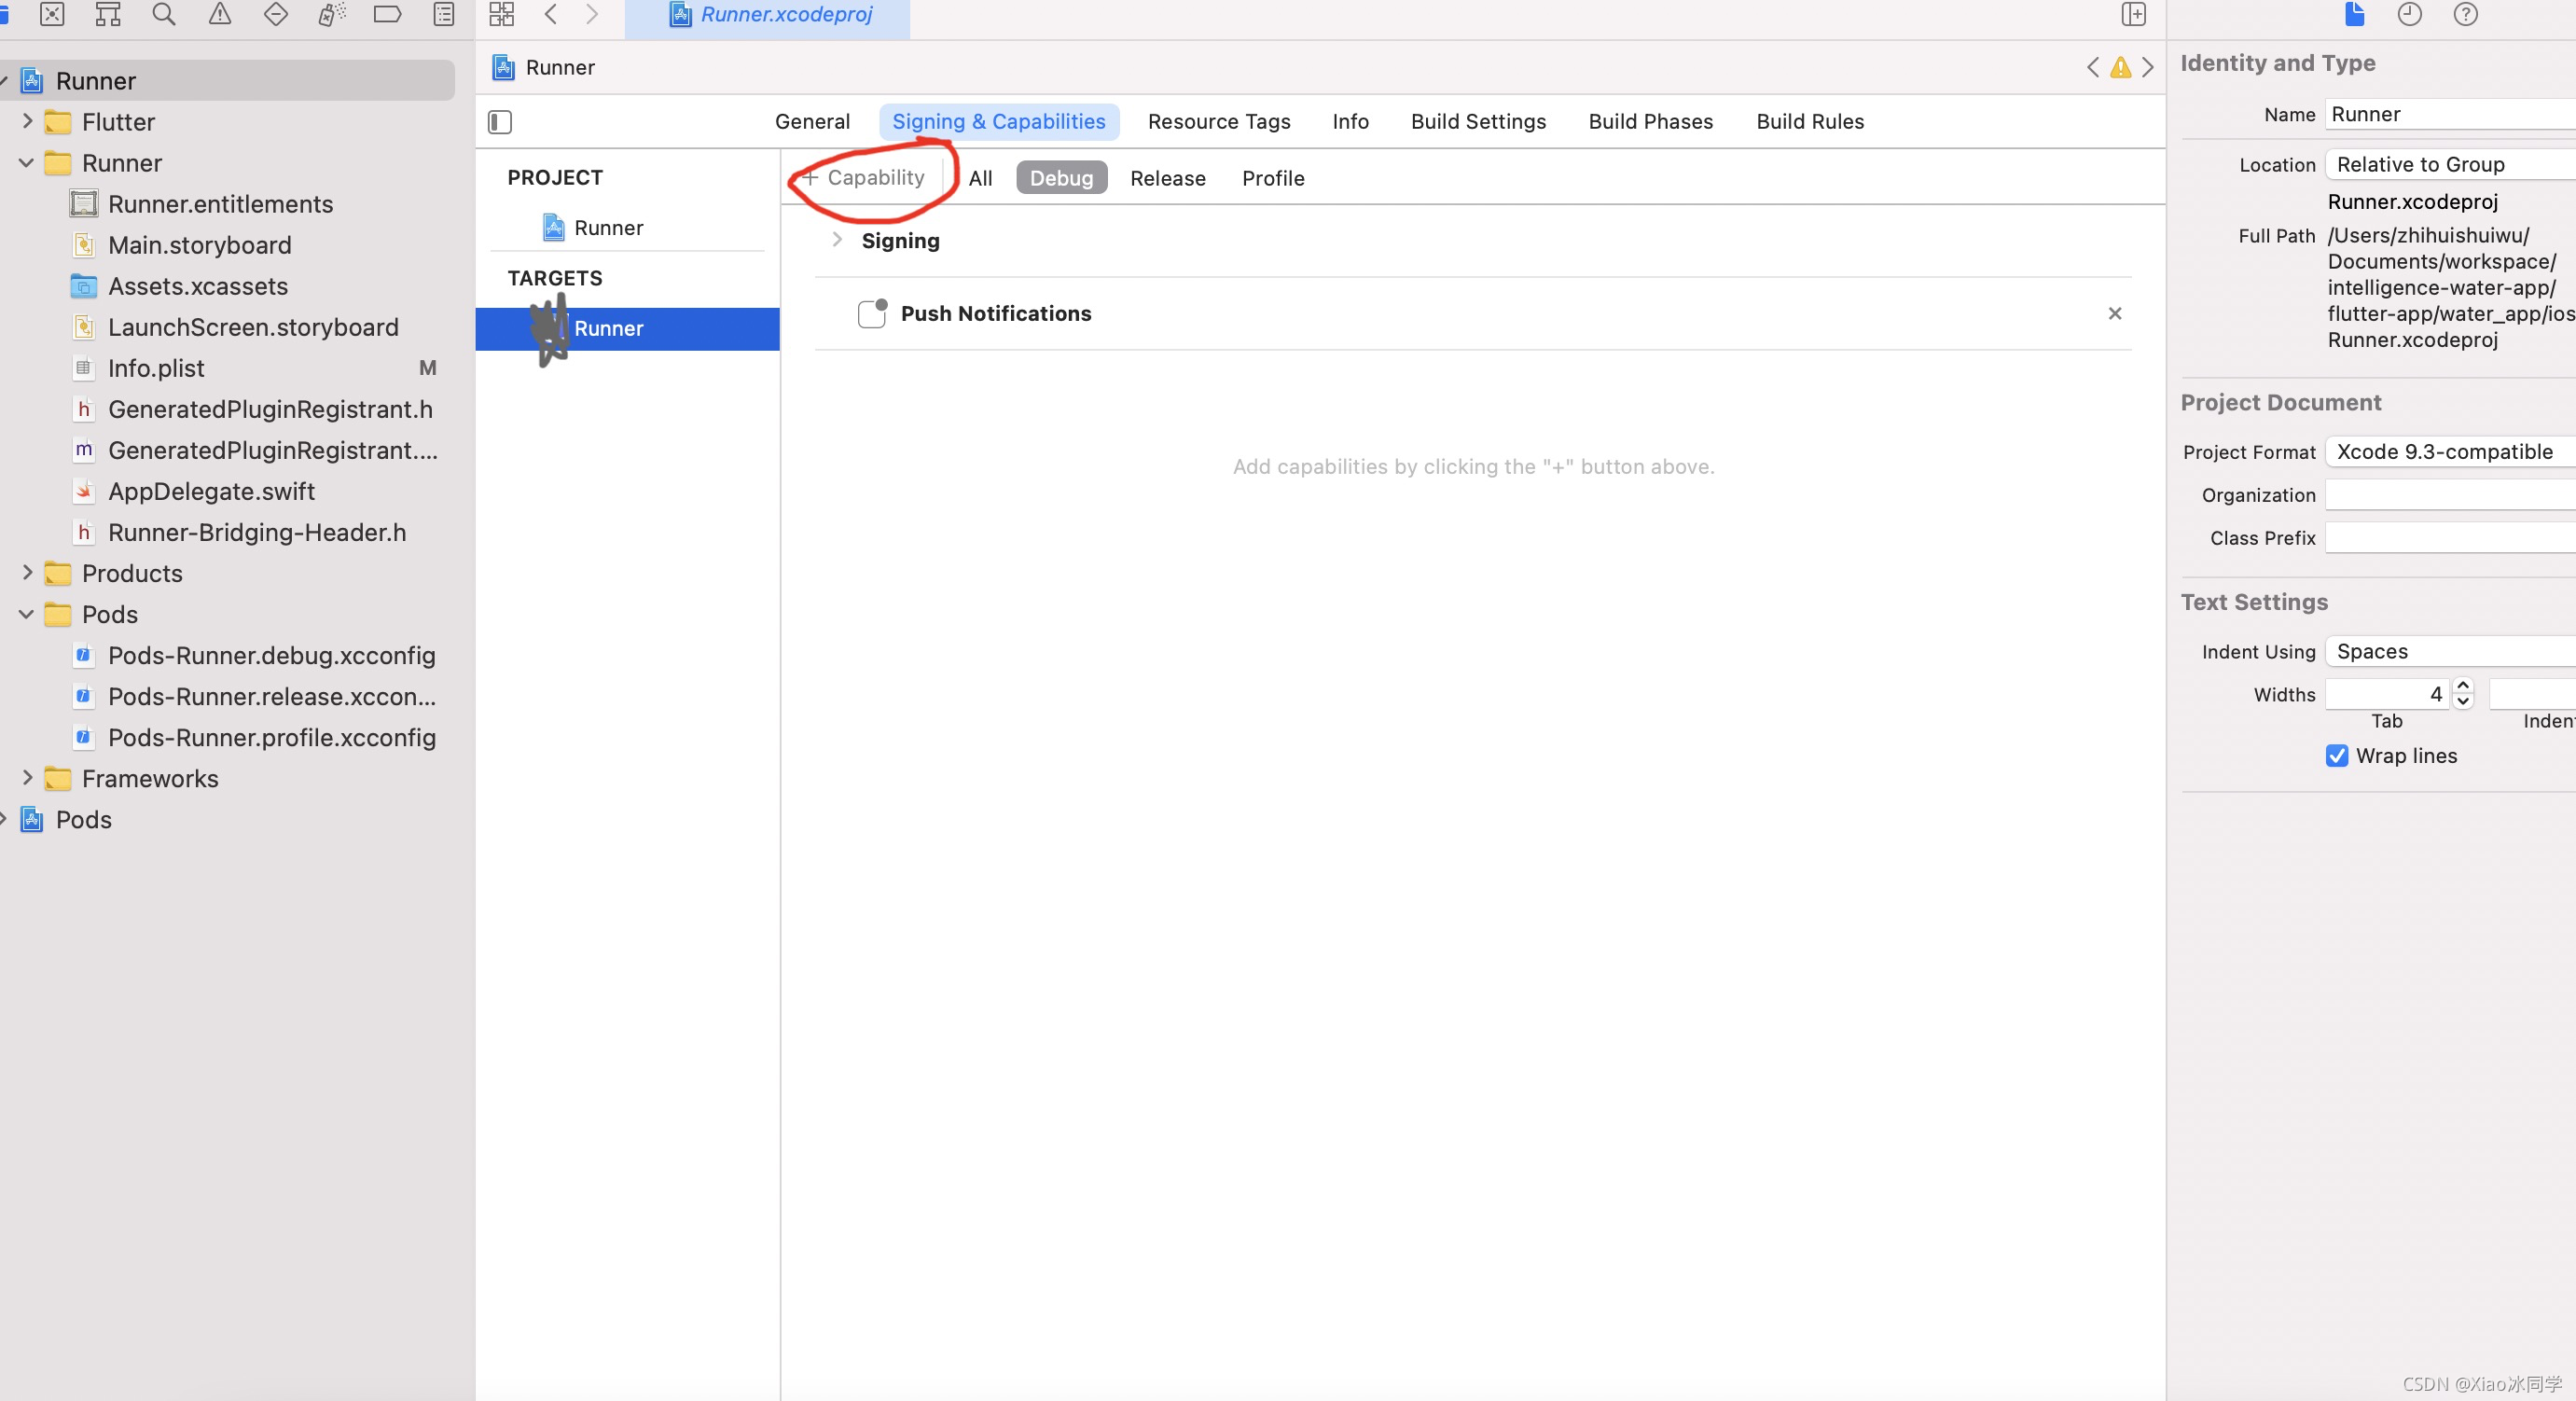 Runner
Flutter
Runner
Runner.entitlements
Main.storyboard
Assets.xcassets
LaunchScreen.storyboard
Info.plist M
GeneratedPluginRegistrant.h
GeneratedPluginRegistrant....
AppDelegate.swift
Runner-Bridging-Header.h
Products
Pods
Pods-Runner.debug.xcconfig
Pods-Runner.release.xccon...
Pods-Runner.profile.xcconfig
Frameworks
Pods
Runner.xcodeproj
Runner
General Signing & Capabilities Resource Tags Info Build Settings Build Phases Build Rules
PROJECT
Runner
TARGETS
Runner
+ Capability All Debug Release Profile
Signing
Push Notifications
Add capabilities by clicking the "+" button above.
Identity and Type
Name Runner
Location Relative to Group
Runner.xcodeproj
Full Path /Users/zhihuishuiwu/
Documents/workspace/
intelligence-water-app/
flutter-app/water_app/ios
Runner.xcodeproj
Project Document
Project Format Xcode 9.3-compatible
Organization
Class Prefix
Text Settings
Indent Using Spaces
Widths 4
Tab Inden
Wrap lines
CSDN @Xiao冰同学